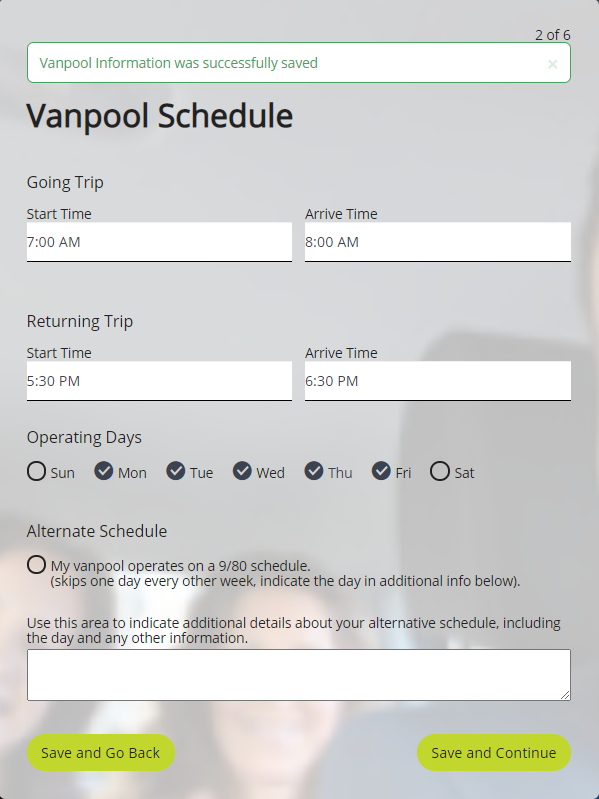 2 of 6
Vanpool Information was successfully saved ×
Vanpool Schedule
Going Trip
Start Time Arrive Time
7:00 AM 8:00 AM
Returning Trip
Start Time Arrive Time
5:30 PM 6:30 PM
Operating Days
Sun Mon Tue Wed Thu Fri Sat
Alternate Schedule
My vanpool operates on a 9/80 schedule.
(skips one day every other week, indicate the day in additional info below).
Use this area to indicate additional details about your alternative schedule, including
the day and any other information.
Save and Go Back Save and Continue